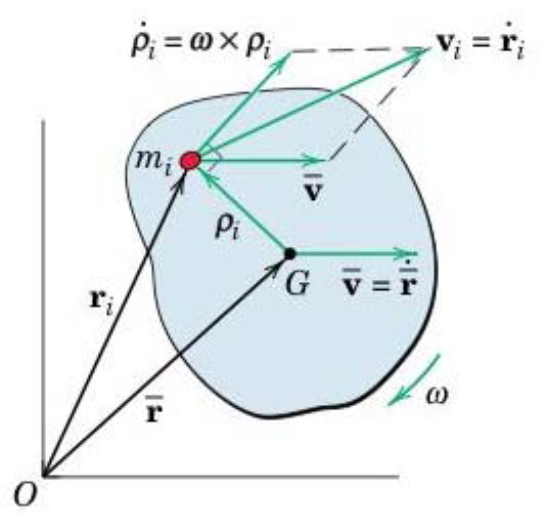 ρ̇ᵢ = ω × ρᵢ
vᵢ = ṙᵢ
mᵢ
v̄
ρᵢ
G
v̄ = r̄̇
rᵢ
r̄
ω
O